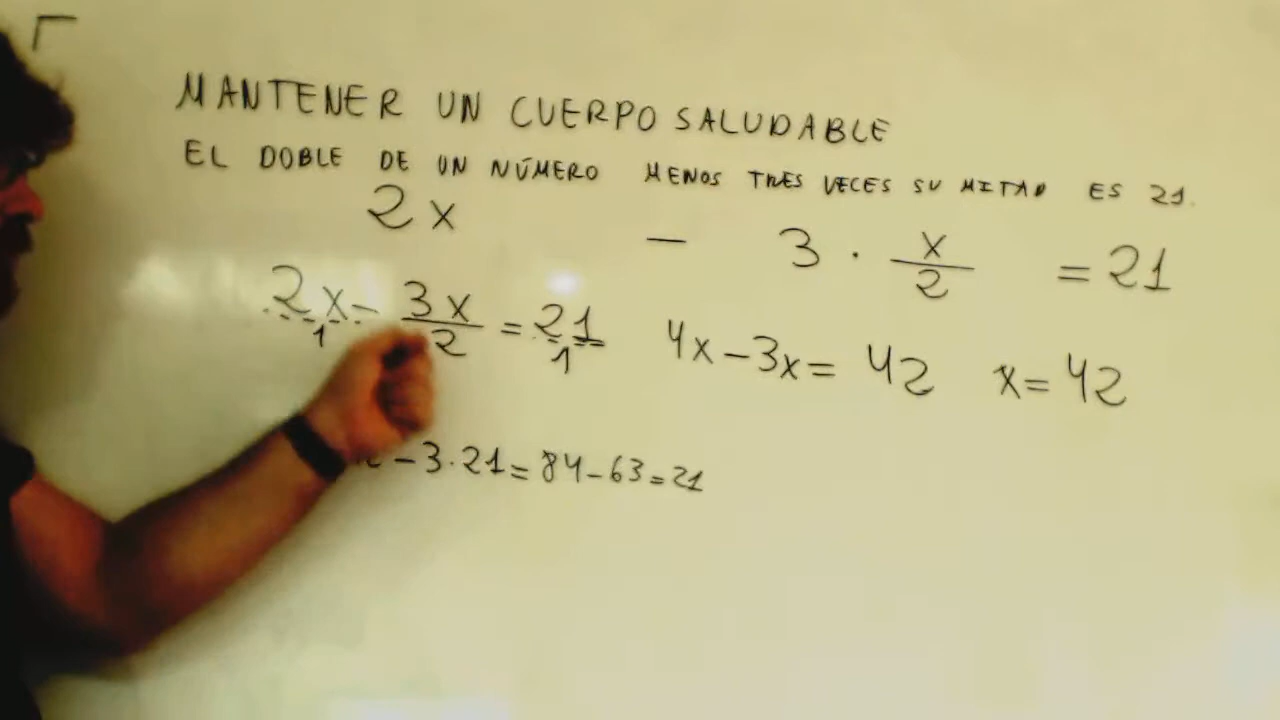 MANTENER UN CUERPO SALUDABLE
EL DOBLE DE UN NÚMERO MENOS TRES VECES SU MITAD ES 21.
2x - 3 · x/2 = 21
2x/1 - 3x/2 = 21/1 4x-3x= 42 x=42
-3·21=84-63=21